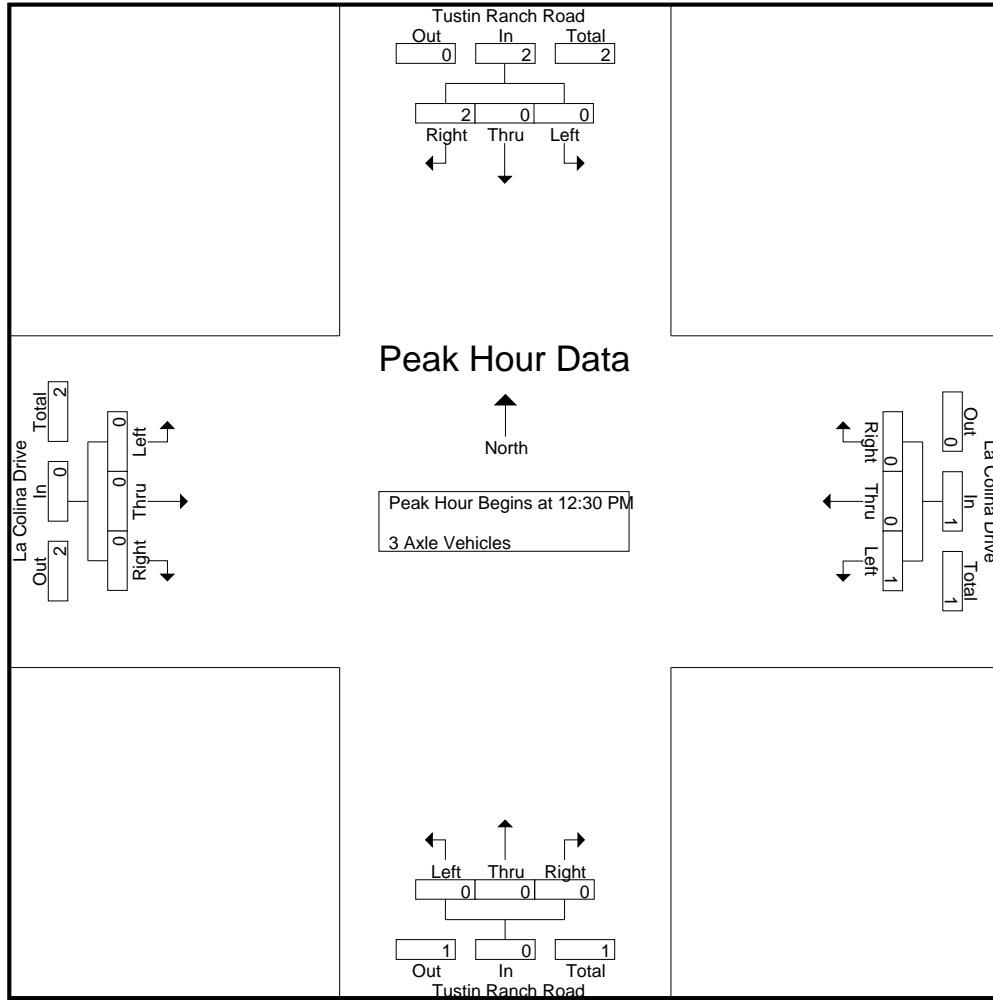 Tustin Ranch Road
Out In Total
0 2 2
2 0 0
Right Thru Left
Peak Hour Data
North
Peak Hour Begins at 12:30 PM
3 Axle Vehicles
La Colina Drive
Total In Out
2 0 2
0 0 0
Left Thru Right
La Colina Drive
Out In Total
0 1 1
0 0 1
Right Thru Left
Left Thru Right
0 0 0
1 0 1
Out In Total
Tustin Ranch Road